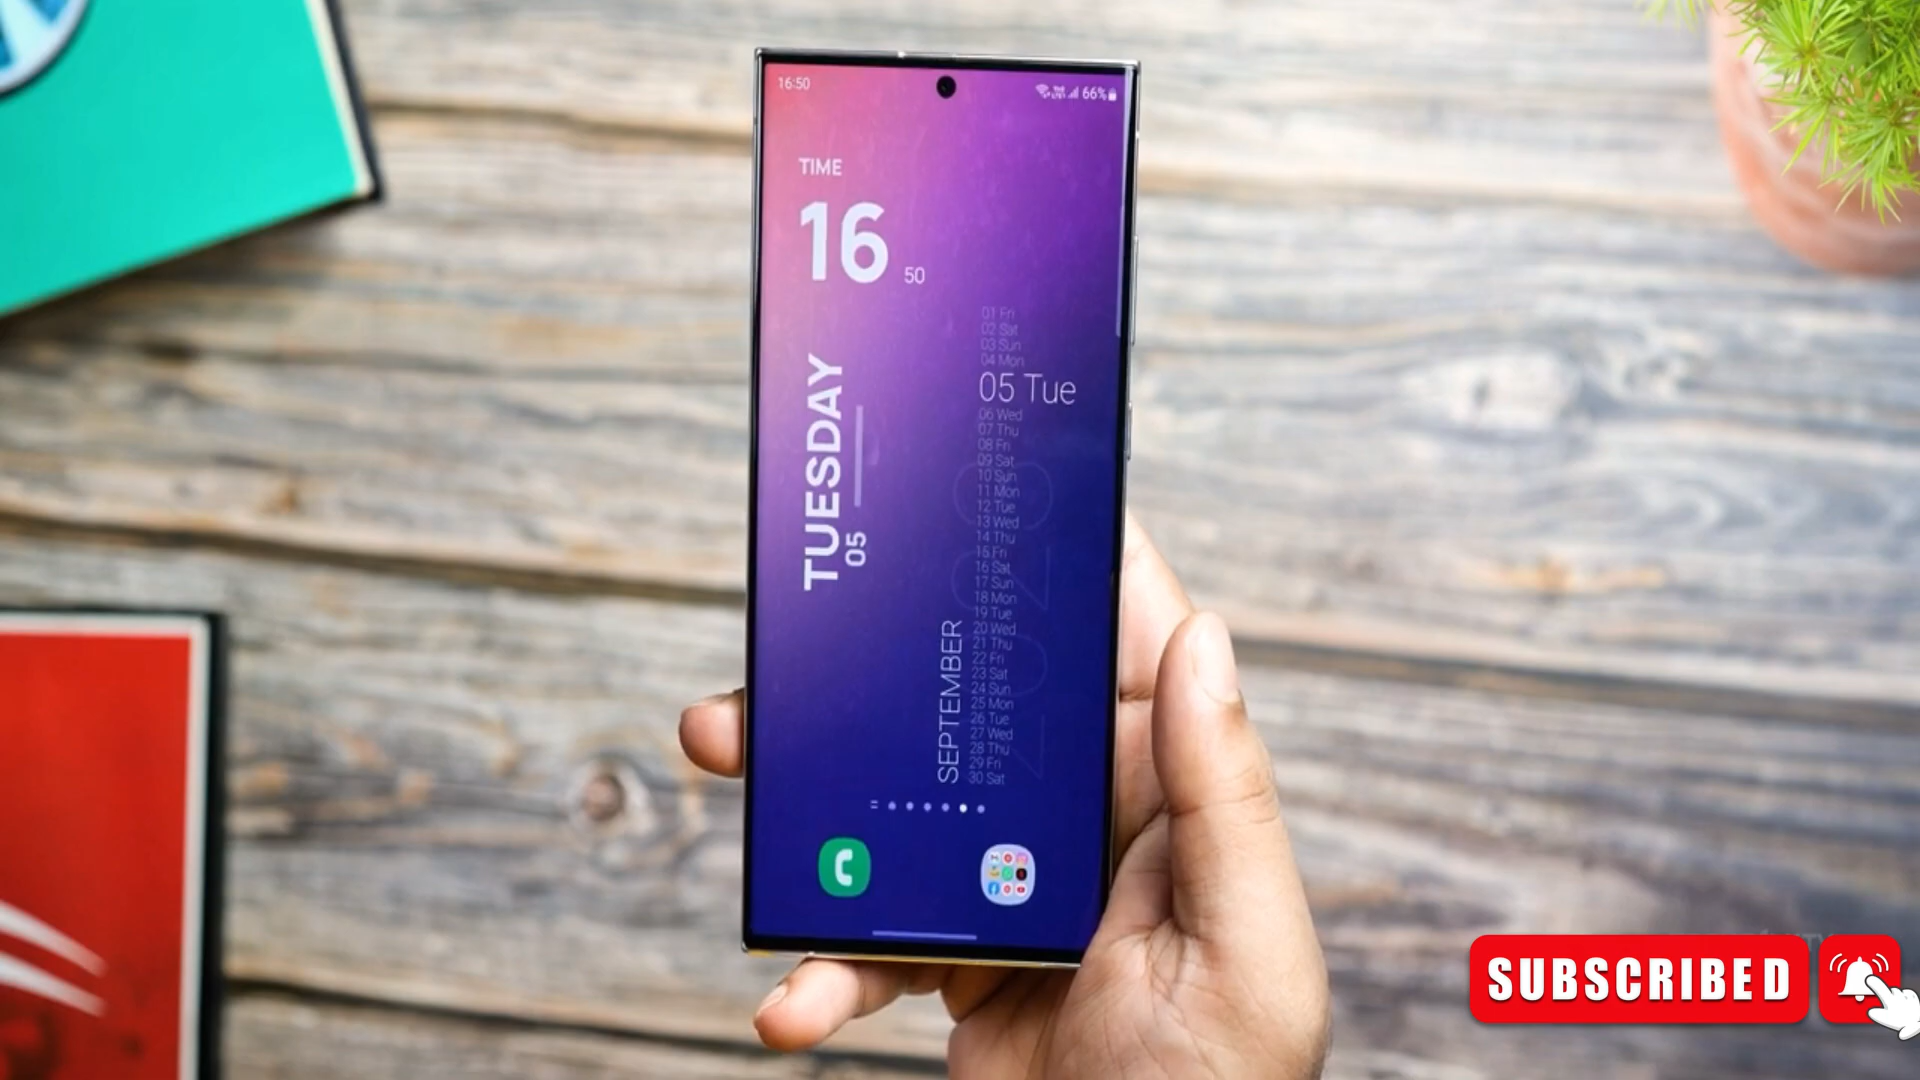 16:50
66%
TIME
16
50
TUESDAY
05
01 Fri
02 Sat
03 Sun
04 Mon
05 Tue
06 Wed
07 Thu
08 Fri
09 Sat
10 Sun
11 Mon
12 Tue
13 Wed
14 Thu
15 Fri
16 Sat
17 Sun
18 Mon
19 Tue
20 Wed
21 Thu
22 Fri
23 Sat
24 Sun
25 Mon
26 Tue
27 Wed
28 Thu
29 Fri
30 Sat
SEPTEMBER
2023
SUBSCRIBED